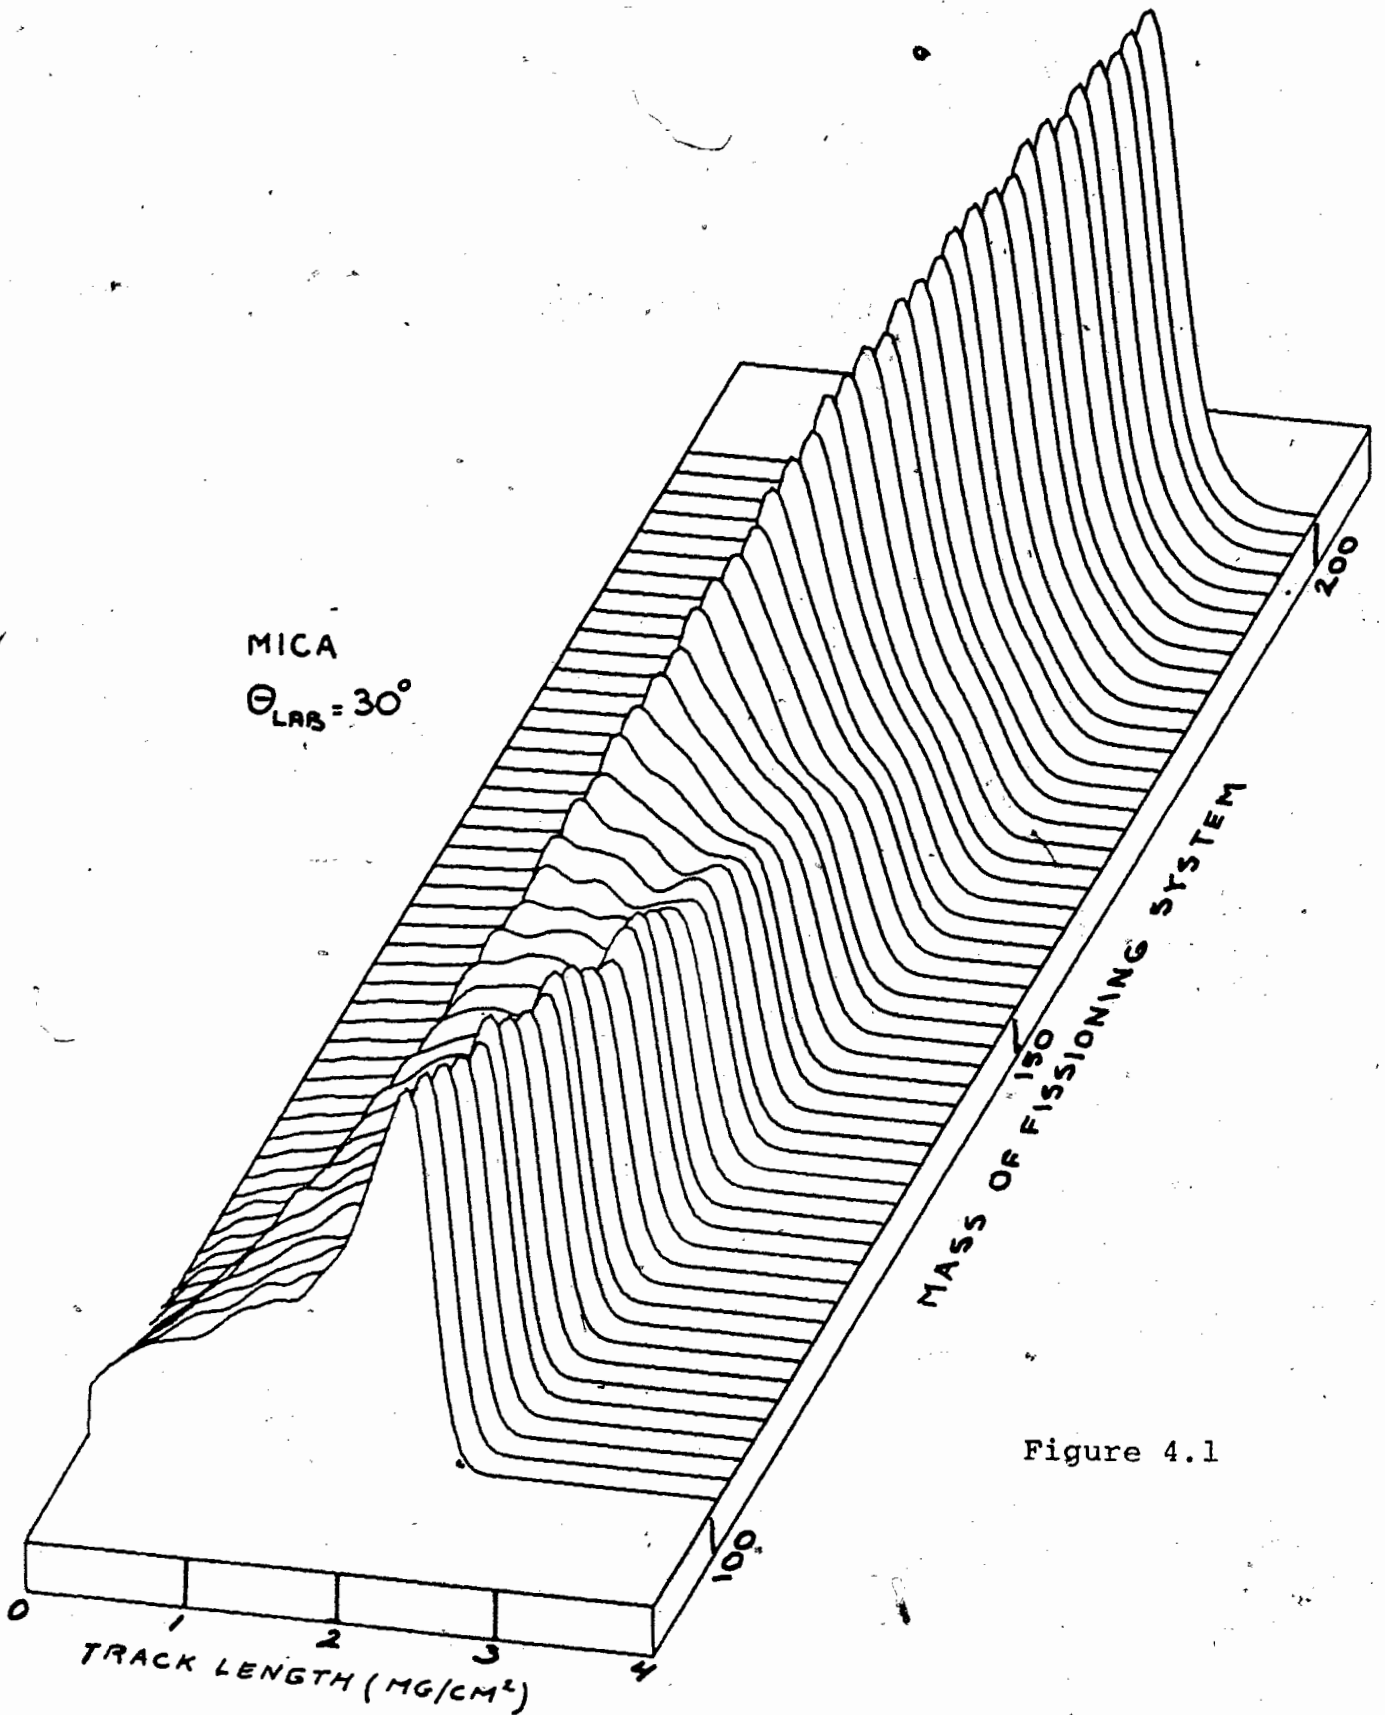 MICA
Θ_LAB = 30°
200
150
100
MASS OF FISSIONING SYSTEM
0 1 2 3 4
TRACK LENGTH (MG/CM²)
Figure 4.1